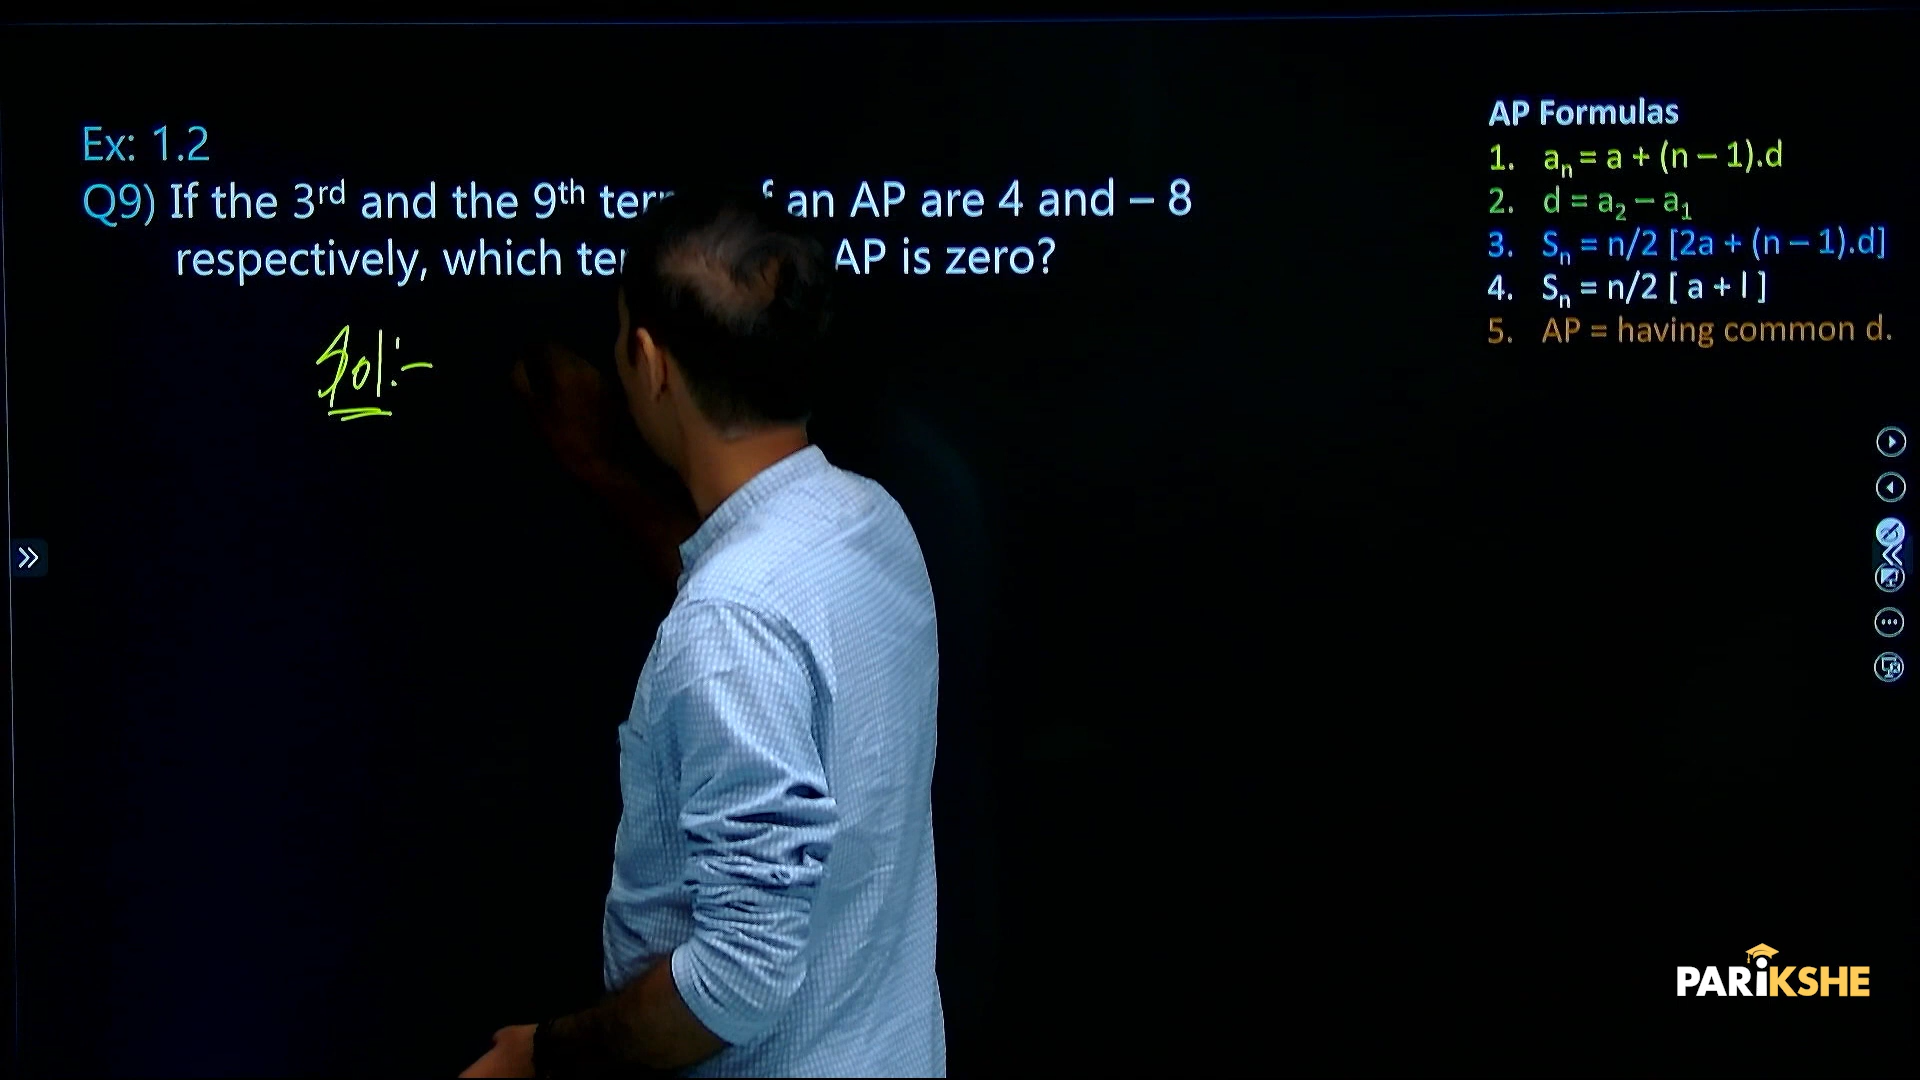 Ex: 1.2
Q9) If the 3rd and the 9th an AP are 4 and – 8
respectively, which AP is zero?
Sol:-
AP Formulas
1. aₙ = a + (n – 1).d
2. d = a₂ – a₁
3. Sₙ = n/2 [2a + (n – 1).d]
4. Sₙ = n/2 [ a + l ]
5. AP = having common d.
PARiKSHE